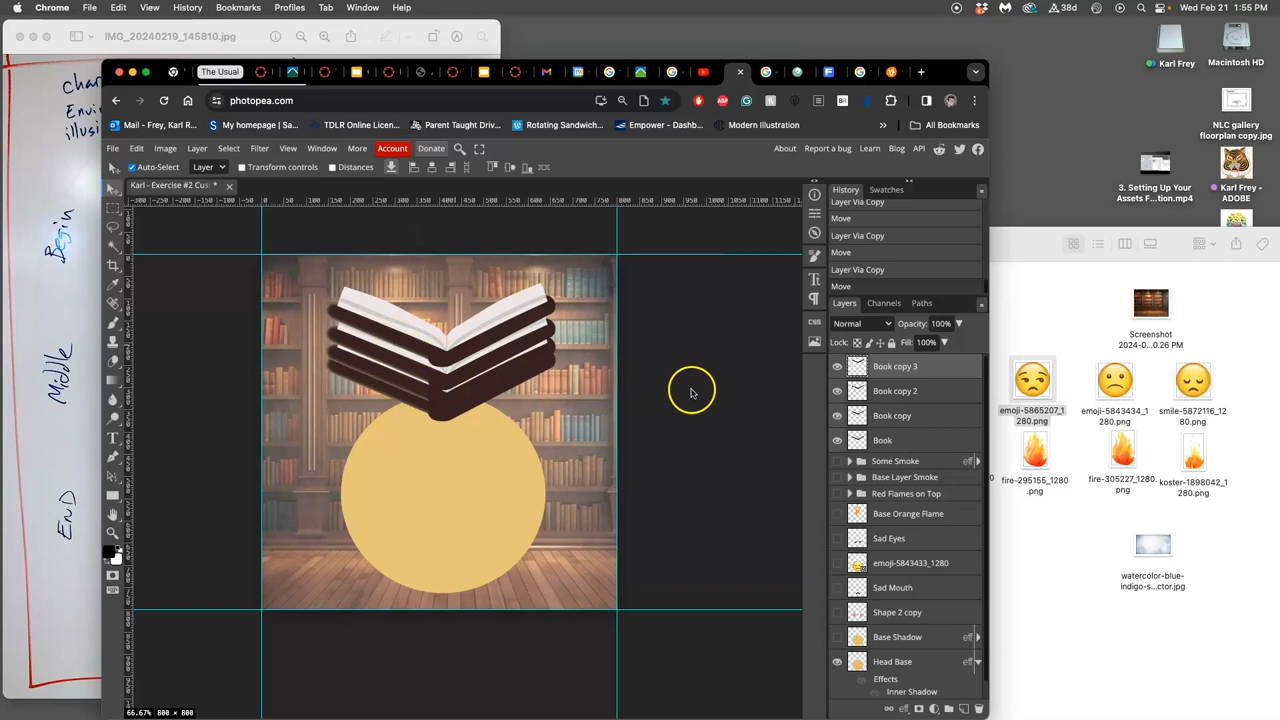 Chrome File Edit View History Bookmarks Profiles Tab Window Help
38d Wed Feb 21 1:55 PM
IMG_20240219_145810.jpg
The Usual
photopea.com
Mail - Frey, Karl R... My homepage | Sa... TDLR Online Licen... Parent Taught Driv... Rotating Sandwich... Empower - Dashb... Modern Illustration » All Bookmarks
File Edit Image Layer Select Filter View Window More Account Donate
About Report a bug Learn Blog API
Auto-Select Layer Transform controls Distances
Karl - Exercise #2 Cus *
History Swatches
Layer Via Copy
Move
Layer Via Copy
Move
Layer Via Copy
Move
Layers Channels Paths
Normal Opacity: 100%
Lock: Fill: 100%
Book copy 3
Book copy 2
Book copy
Book
Some Smoke eff
Base Layer Smoke
Red Flames on Top
Base Orange Flame
Sad Eyes
emoji-5843433_1280
Sad Mouth
Shape 2 copy
Base Shadow eff
Head Base eff
Effects
Inner Shadow
66.67% 800 × 800
CSS
Begin
Middle
END
Karl Frey
Macintosh HD
NLC gallery
floorplan copy.png
3. Setting Up Your
Assets F...tion.mp4
Karl Frey -
ADOBE
Screenshot
2024-0...0.26 PM
emoji-5865207_1
280.png
emoji-5843434_1
280.png
smile-5872116_12
80.png
fire-295155_1280
.png
fire-305227_1280.
png
koster-1898042_1
280.png
watercolor-blue-
indigo-s...ctor.jpg